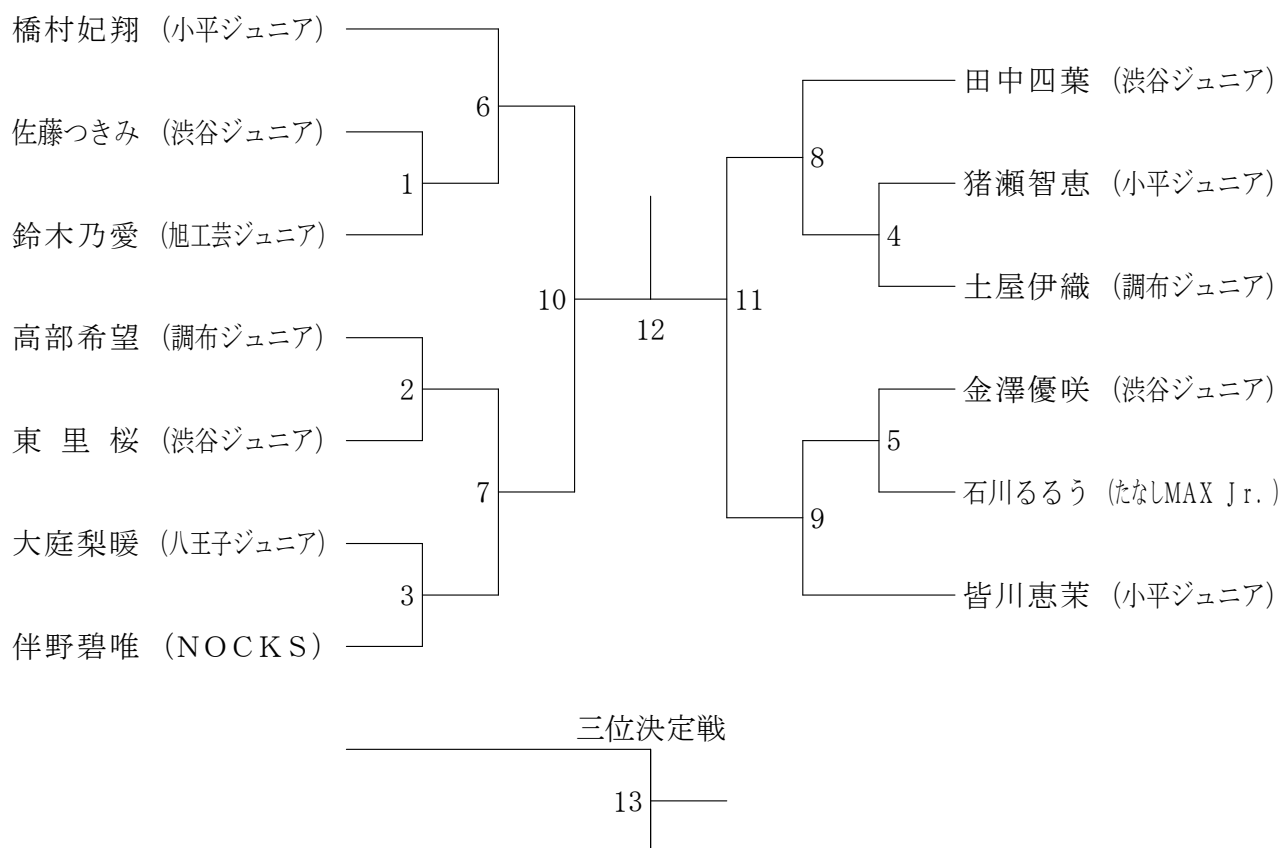 橋村妃翔 (小平ジュニア)
佐藤つきみ (渋谷ジュニア)
鈴木乃愛 (旭工芸ジュニア)
高部希望 (調布ジュニア)
東 里 桜 (渋谷ジュニア)
大庭梨暖 (八王子ジュニア)
伴野碧唯 (NOCKS)
6
1
2
7
3
10
12
11
8
4
5
9
田中四葉 (渋谷ジュニア)
猪瀬智恵 (小平ジュニア)
土屋伊織 (調布ジュニア)
金澤優咲 (渋谷ジュニア)
石川るるう (たなしMAX Jr.)
皆川恵茉 (小平ジュニア)
三位決定戦
13